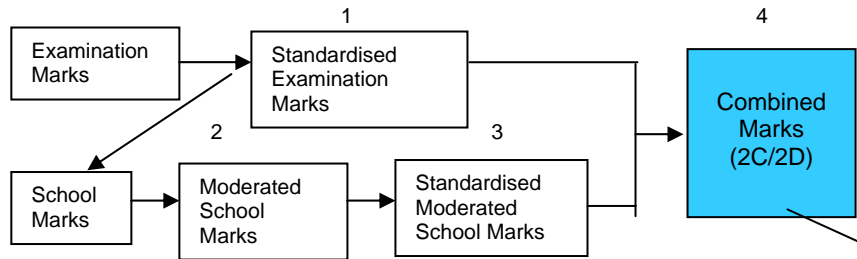 1
4
Examination
Marks
Standardised
Examination
Marks
Combined
Marks
(2C/2D)
2
3
School
Marks
Moderated
School
Marks
Standardised
Moderated
School Marks